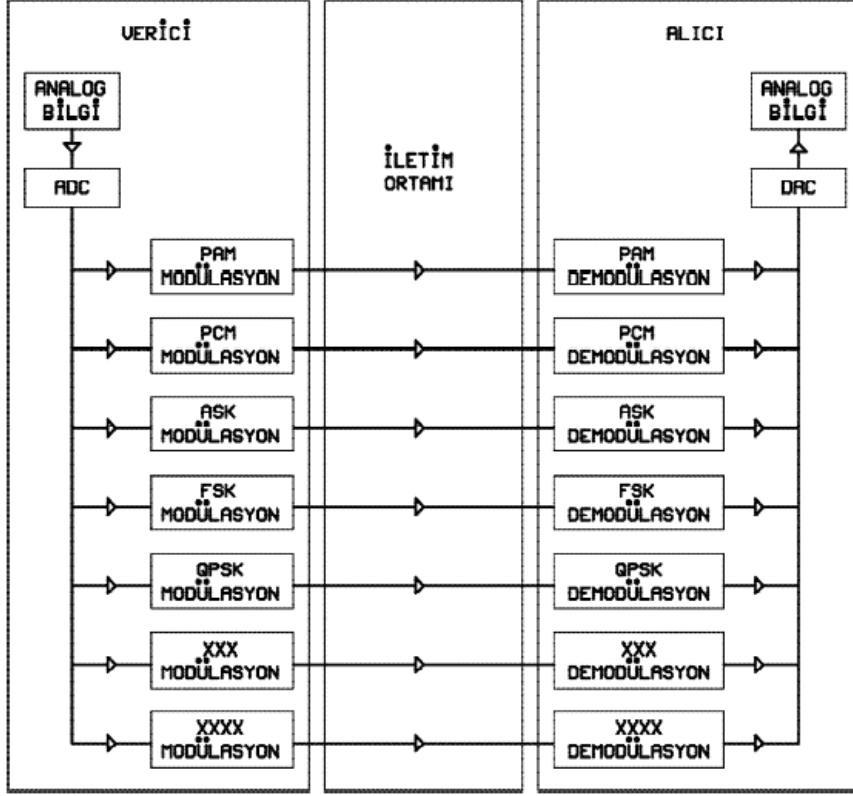 VERİCİ
ANALOG
BİLGİ
ADC
PAM
MODÜLASYON
PCM
MODÜLASYON
ASK
MODÜLASYON
FSK
MODÜLASYON
QPSK
MODÜLASYON
XXX
MODÜLASYON
XXXX
MODÜLASYON
İLETİM
ORTAMI
ALICI
ANALOG
BİLGİ
DAC
PAM
DEMODÜLASYON
PCM
DEMODÜLASYON
ASK
DEMODÜLASYON
FSK
DEMODÜLASYON
QPSK
DEMODÜLASYON
XXX
DEMODÜLASYON
XXXX
DEMODÜLASYON